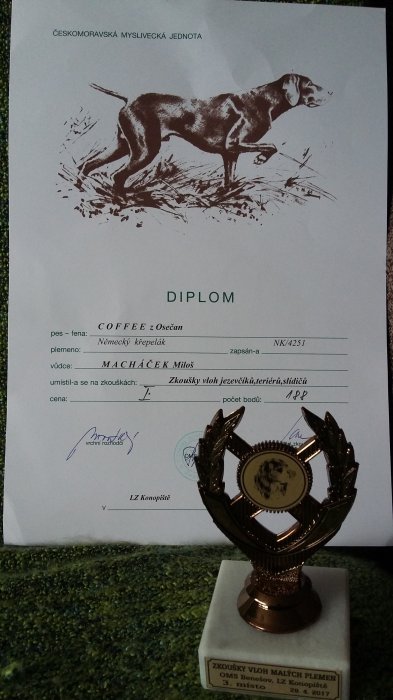 ČESKOMORAVSKÁ MYSLIVECKÁ JEDNOTA
DIPLOM
pes – fena: COFFEE z Osečan
plemeno: Německý křepelák zapsán-a NK/4251
vůdce: MACHÁČEK Miloš
umístil-a se na zkouškách: Zkoušky vloh jezevčíků,teriérů,slídičů
cena: I. počet bodů: 188
vrchní rozhodčí
LZ Konopiště
V
ZKOUŠKY VLOH MALÝCH PLEMEN
OMS Benešov, LZ Konopiště
3. místo 29. 4. 2017